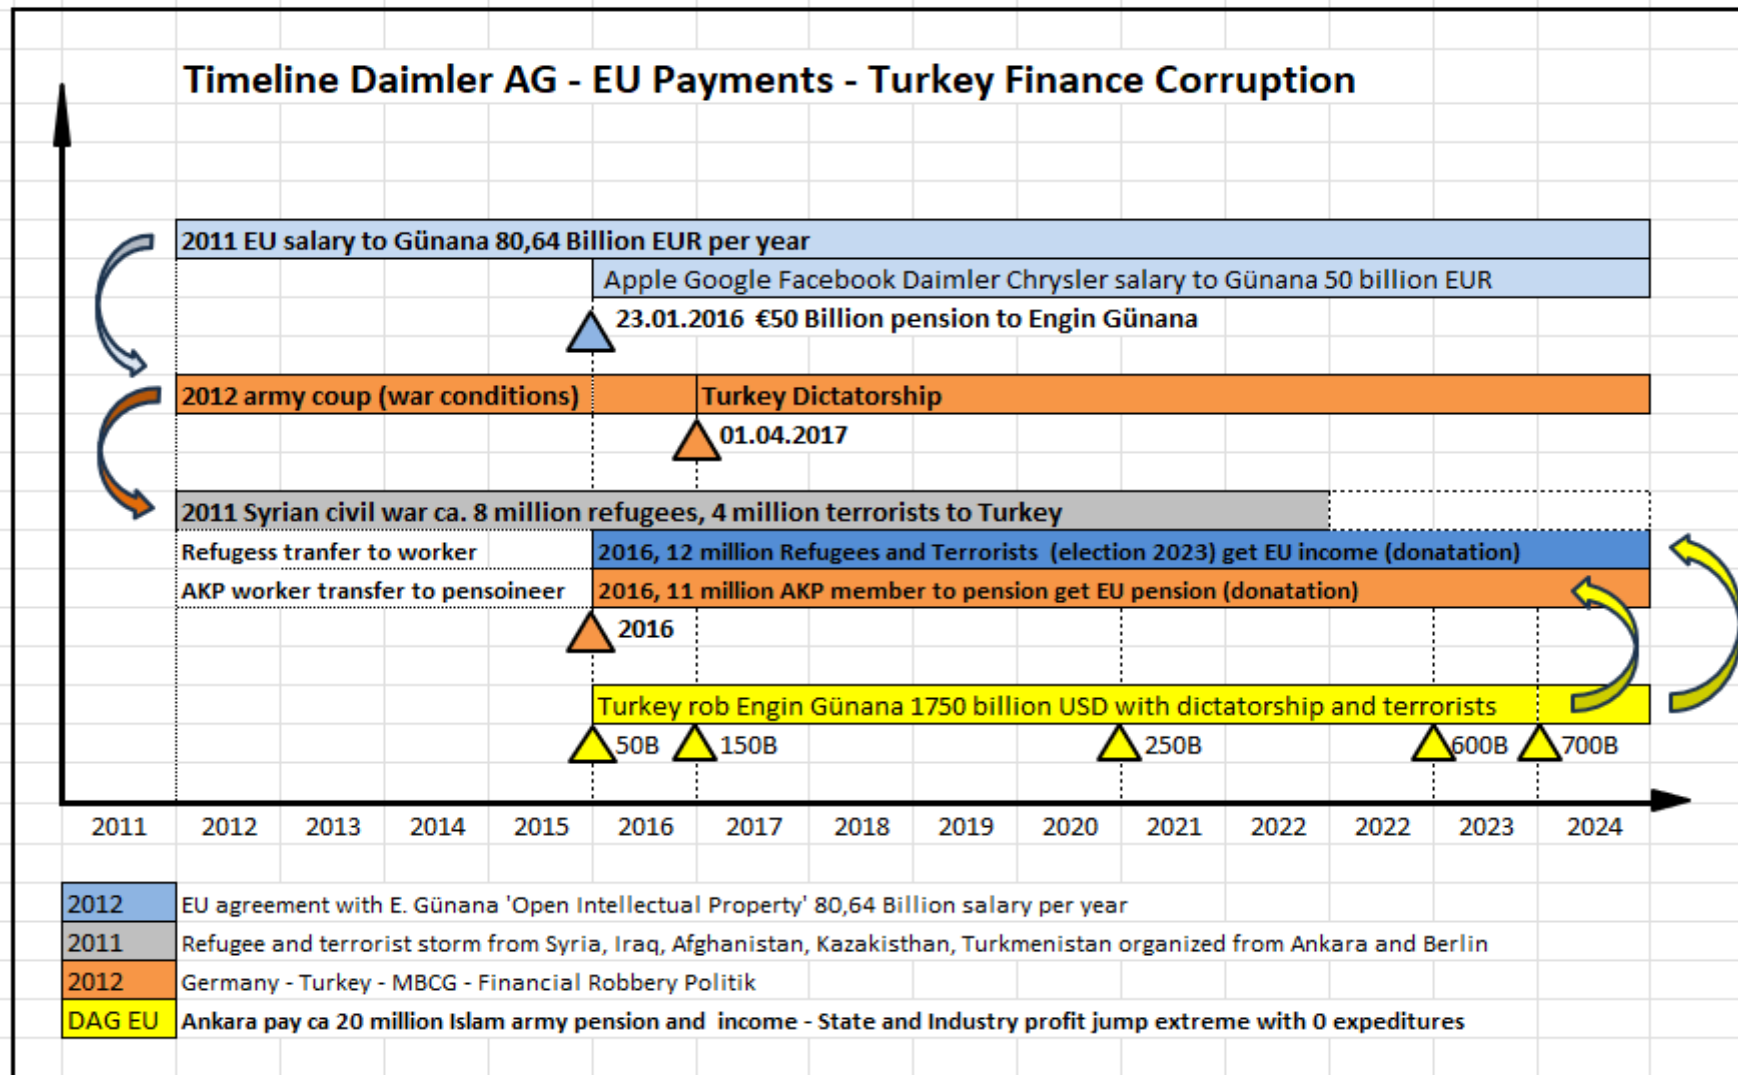 Timeline Daimler AG - EU Payments - Turkey Finance Corruption
2011 EU salary to Günana 80,64 Billion EUR per year
Apple Google Facebook Daimler Chrysler salary to Günana 50 billion EUR
23.01.2016 €50 Billion pension to Engin Günana
2012 army coup (war conditions) Turkey Dictatorship
01.04.2017
2011 Syrian civil war ca. 8 million refugees, 4 million terrorists to Turkey
Refugess tranfer to worker 2016, 12 million Refugees and Terrorists (election 2023) get EU income (donatation)
AKP worker transfer to pensoineer 2016, 11 million AKP member to pension get EU pension (donatation)
2016
Turkey rob Engin Günana 1750 billion USD with dictatorship and terrorists
50B 150B 250B 600B 700B
2011 2012 2013 2014 2015 2016 2017 2018 2019 2020 2021 2022 2022 2023 2024
2012 EU agreement with E. Günana 'Open Intellectual Property' 80,64 Billion salary per year
2011 Refugee and terrorist storm from Syria, Iraq, Afghanistan, Kazakisthan, Turkmenistan organized from Ankara and Berlin
2012 Germany - Turkey - MBCG - Financial Robbery Politik
DAG EU Ankara pay ca 20 million Islam army pension and income - State and Industry profit jump extreme with 0 expeditures